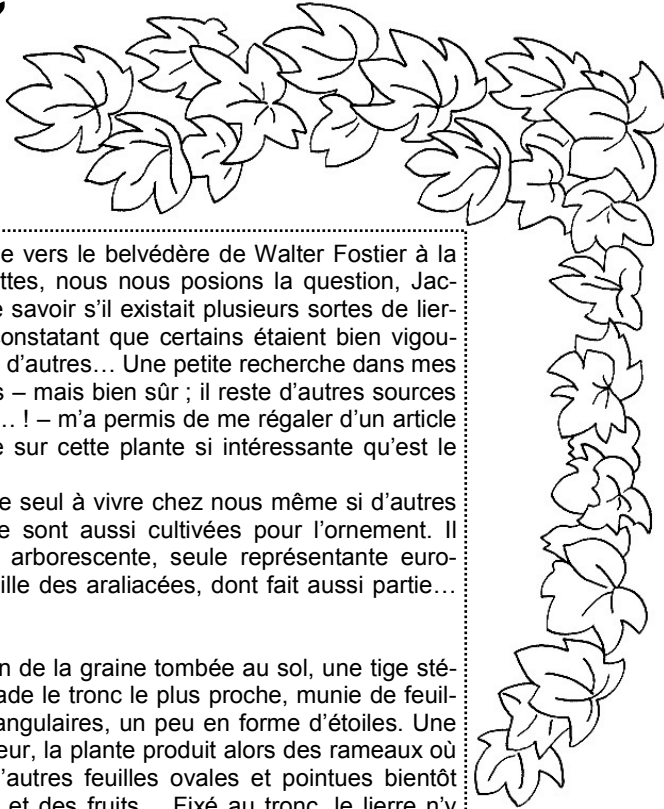 e vers le belvédère de Walter Fostier à la
ttes, nous nous posions la question, Jac-
e savoir s'il existait plusieurs sortes de lier-
onstatant que certains étaient bien vigou-
d'autres… Une petite recherche dans mes
s – mais bien sûr ; il reste d'autres sources
… ! – m'a permis de me régaler d'un article
e sur cette plante si intéressante qu'est le
e seul à vivre chez nous même si d'autres
e sont aussi cultivées pour l'ornement. Il
arborescente, seule représentante euro-
ille des araliacées, dont fait aussi partie…
n de la graine tombée au sol, une tige sté-
ade le tronc le plus proche, munie de feuil-
angulaires, un peu en forme d'étoiles. Une
eur, la plante produit alors des rameaux où
'autres feuilles ovales et pointues bientôt
et des fruits… Fixé au tronc, le lierre n'y